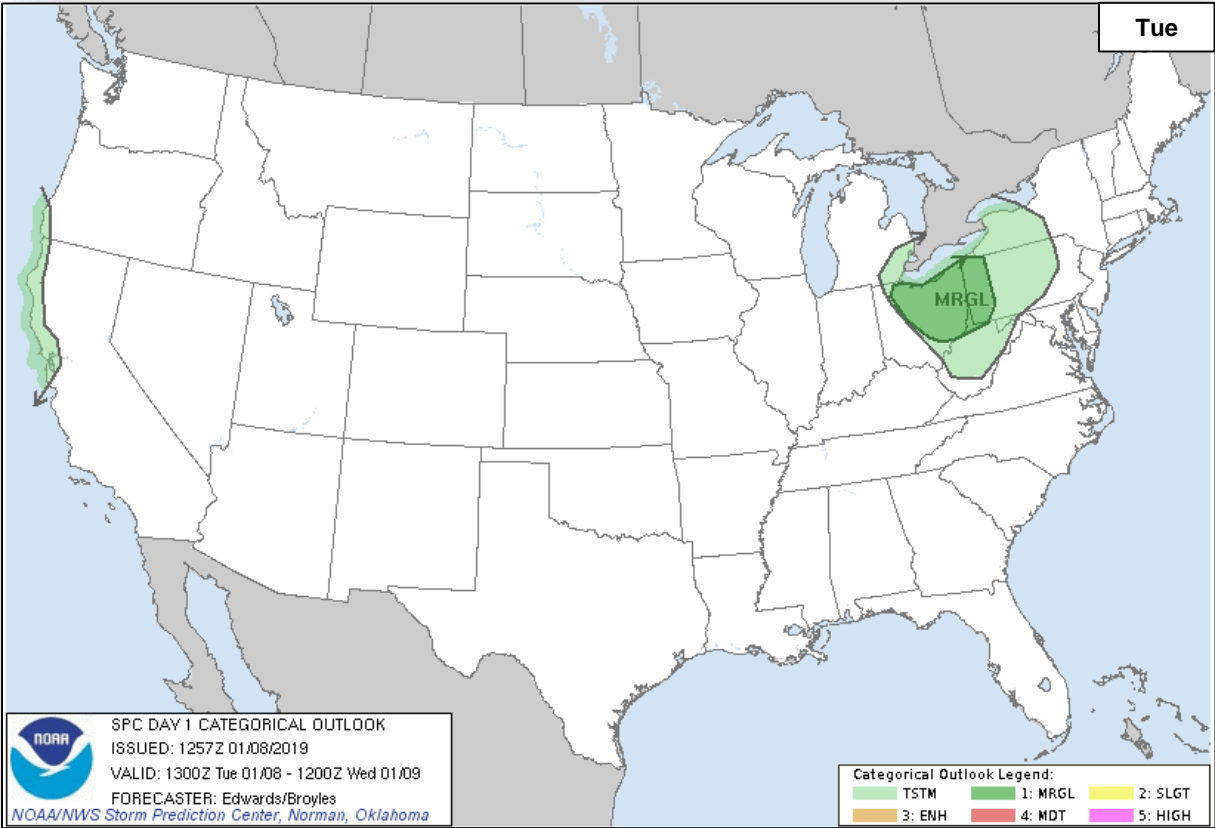 Tue
MRGL
NOAA
SPC DAY 1 CATEGORICAL OUTLOOK
ISSUED: 1257Z 01/08/2019
VALID: 1300Z Tue 01/08 - 1200Z Wed 01/09
FORECASTER: Edwards/Broyles
NOAA/NWS Storm Prediction Center, Norman, Oklahoma
Categorical Outlook Legend:
TSTM 1: MRGL 2: SLGT
3: ENH 4: MDT 5: HIGH